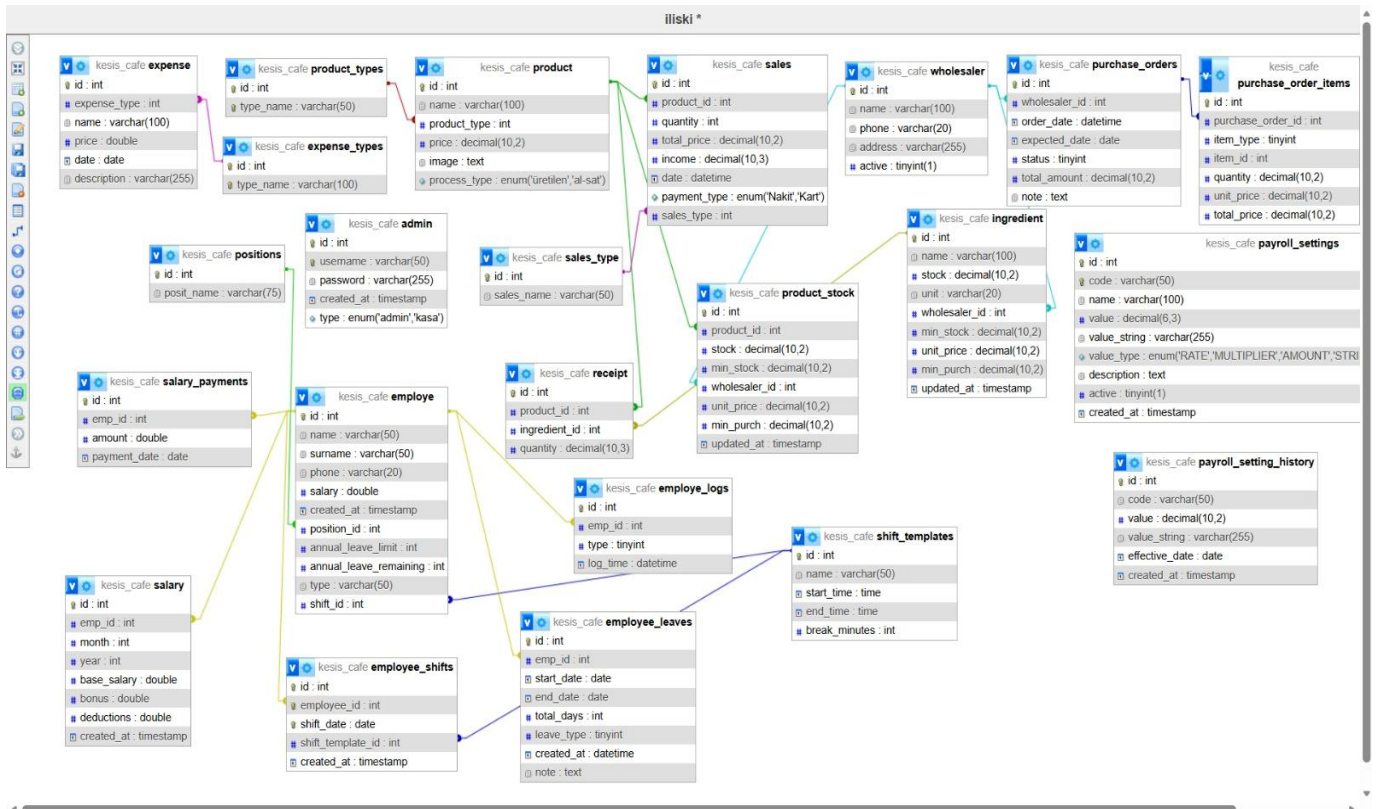 iliski *
kesis_cafe expense
id : int
expense_type : int
name : varchar(100)
price : double
date : date
description : varchar(255)
kesis_cafe product_types
id : int
type_name : varchar(50)
kesis_cafe expense_types
id : int
type_name : varchar(100)
kesis_cafe product
id : int
name : varchar(100)
product_type : int
price : decimal(10,2)
image : text
process_type : enum('üretilen','al-sat')
kesis_cafe sales
id : int
product_id : int
quantity : int
total_price : decimal(10,2)
income : decimal(10,3)
date : datetime
payment_type : enum('Nakit','Kart')
sales_type : int
kesis_cafe wholesaler
id : int
name : varchar(100)
phone : varchar(20)
address : varchar(255)
active : tinyint(1)
kesis_cafe purchase_orders
id : int
wholesaler_id : int
order_date : datetime
expected_date : date
status : tinyint
total_amount : decimal(10,2)
note : text
kesis_cafe
purchase_order_items
id : int
purchase_order_id : int
item_type : tinyint
item_id : int
quantity : decimal(10,2)
unit_price : decimal(10,2)
total_price : decimal(10,2)
kesis_cafe admin
id : int
username : varchar(50)
password : varchar(255)
created_at : timestamp
type : enum('admin','kasa')
kesis_cafe positions
id : int
posit_name : varchar(75)
kesis_cafe sales_type
id : int
sales_name : varchar(50)
kesis_cafe ingredient
id : int
name : varchar(100)
stock : decimal(10,2)
unit : varchar(20)
wholesaler_id : int
min_stock : decimal(10,2)
unit_price : decimal(10,2)
min_purch : decimal(10,2)
updated_at : timestamp
kesis_cafe payroll_settings
id : int
code : varchar(50)
name : varchar(100)
value : decimal(6,3)
value_string : varchar(255)
value_type : enum('RATE','MULTIPLIER','AMOUNT','STRI
description : text
active : tinyint(1)
created_at : timestamp
kesis_cafe product_stock
id : int
product_id : int
stock : decimal(10,2)
min_stock : decimal(10,2)
wholesaler_id : int
unit_price : decimal(10,2)
min_purch : decimal(10,2)
updated_at : timestamp
kesis_cafe salary_payments
id : int
emp_id : int
amount : double
payment_date : date
kesis_cafe employe
id : int
name : varchar(50)
surname : varchar(50)
phone : varchar(20)
salary : double
created_at : timestamp
position_id : int
annual_leave_limit : int
annual_leave_remaining : int
type : varchar(50)
shift_id : int
kesis_cafe receipt
id : int
product_id : int
ingredient_id : int
quantity : decimal(10,3)
kesis_cafe payroll_setting_history
id : int
code : varchar(50)
value : decimal(10,2)
value_string : varchar(255)
effective_date : date
created_at : timestamp
kesis_cafe employe_logs
id : int
emp_id : int
type : tinyint
log_time : datetime
kesis_cafe shift_templates
id : int
name : varchar(50)
start_time : time
end_time : time
break_minutes : int
kesis_cafe salary
id : int
emp_id : int
month : int
year : int
base_salary : double
bonus : double
deductions : double
created_at : timestamp
kesis_cafe employee_shifts
id : int
employee_id : int
shift_date : date
shift_template_id : int
created_at : timestamp
kesis_cafe employee_leaves
id : int
emp_id : int
start_date : date
end_date : date
total_days : int
leave_type : tinyint
created_at : datetime
note : text